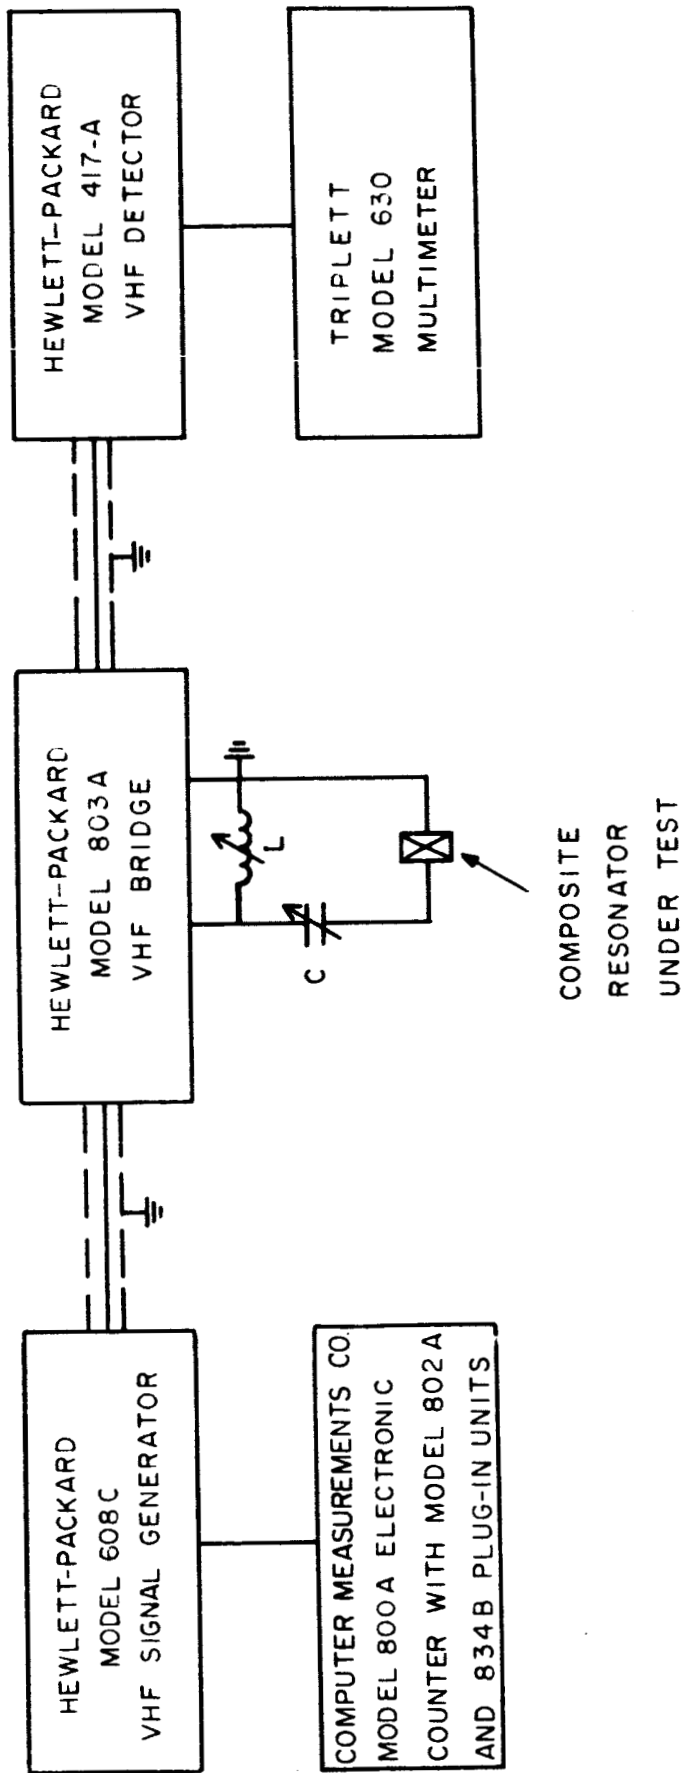 HEWLETT-PACKARD
MODEL 608C
VHF SIGNAL GENERATOR
COMPUTER MEASUREMENTS CO.
MODEL 800A ELECTRONIC
COUNTER WITH MODEL 802A
AND 834B PLUG-IN UNITS
HEWLETT-PACKARD
MODEL 803A
VHF BRIDGE
L
C
COMPOSITE
RESONATOR
UNDER TEST
HEWLETT-PACKARD
MODEL 417-A
VHF DETECTOR
TRIPLETT
MODEL 630
MULTIMETER